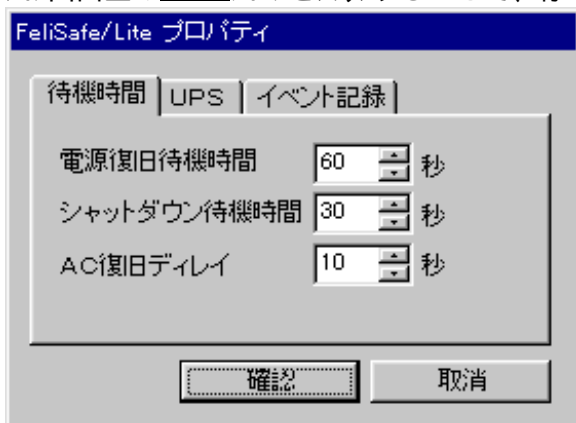 FeliSafe/Lite プロパティ
待機時間 UPS イベント記録
電源復旧待機時間 60 秒
シャットダウン待機時間 30 秒
AC復旧ディレイ 10 秒
確認 取消